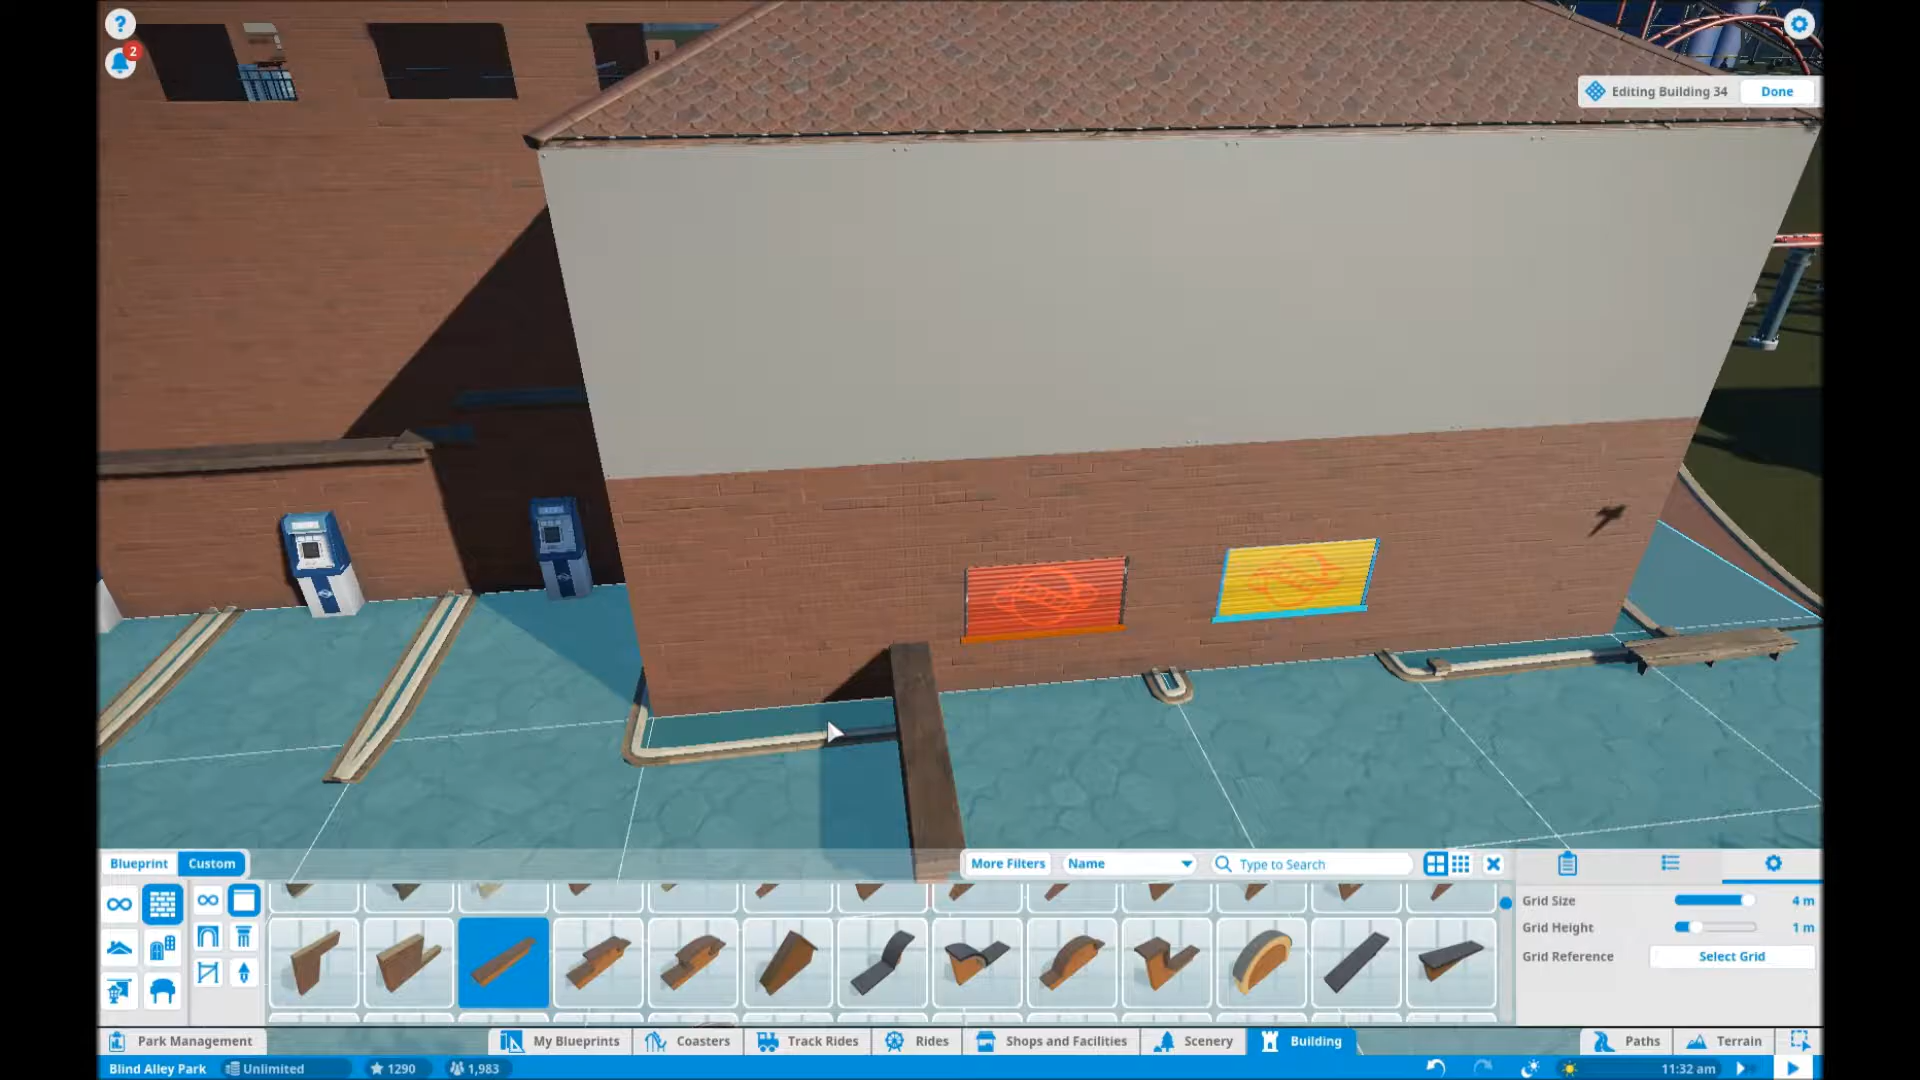 ?
2
Editing Building 34
Done
Blueprint
Custom
More Filters
Name
Type to Search
Grid Size
4 m
Grid Height
1 m
Grid Reference
Select Grid
Park Management
My Blueprints
Coasters
Track Rides
Rides
Shops and Facilities
Scenery
Building
Paths
Terrain
Blind Alley Park
Unlimited
1290
1,983
11:32 am